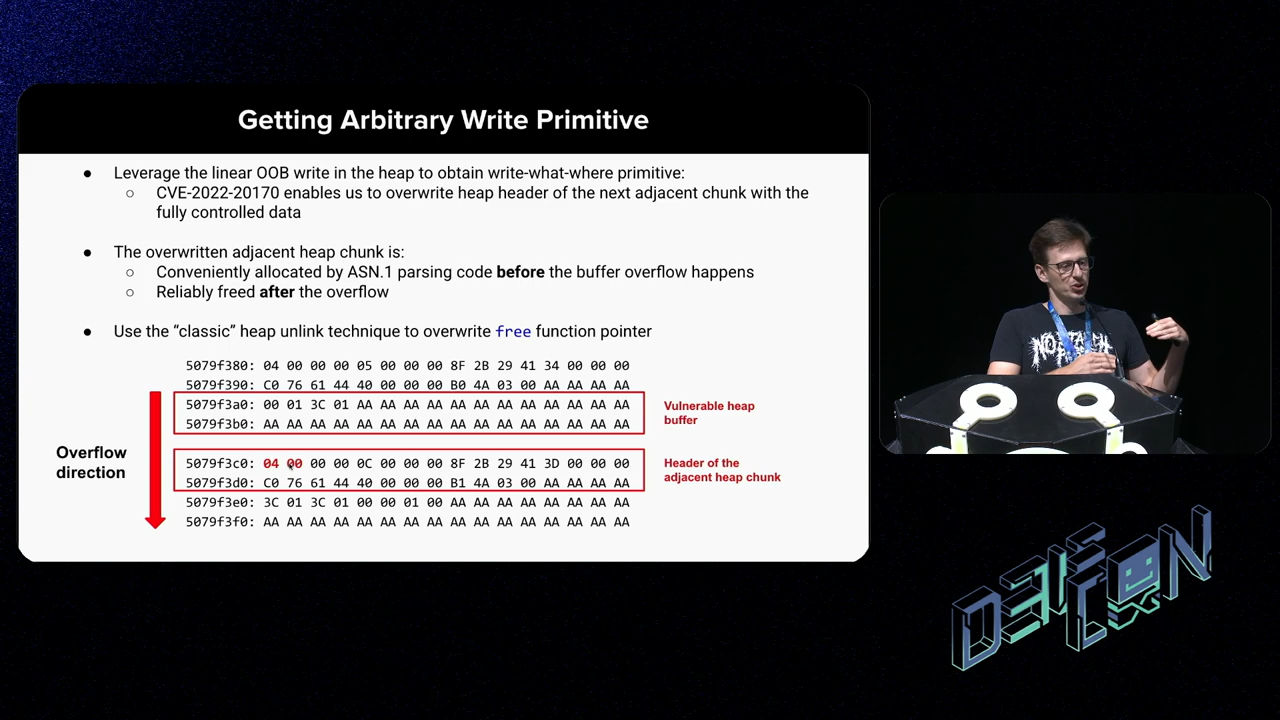 Getting Arbitrary Write Primitive
● Leverage the linear OOB write in the heap to obtain write-what-where primitive:
○ CVE-2022-20170 enables us to overwrite heap header of the next adjacent chunk with the
fully controlled data
● The overwritten adjacent heap chunk is:
○ Conveniently allocated by ASN.1 parsing code before the buffer overflow happens
○ Reliably freed after the overflow
● Use the “classic” heap unlink technique to overwrite free function pointer
5079f380: 04 00 00 00 05 00 00 00 8F 2B 29 41 34 00 00 00
5079f390: C0 76 61 44 40 00 00 00 B0 4A 03 00 AA AA AA AA
5079f3a0: 00 01 3C 01 AA AA AA AA AA AA AA AA AA AA AA AA
5079f3b0: AA AA AA AA AA AA AA AA AA AA AA AA AA AA AA AA
Vulnerable heap
buffer
Overflow
direction
5079f3c0: 04 00 00 00 0C 00 00 00 8F 2B 29 41 3D 00 00 00
5079f3d0: C0 76 61 44 40 00 00 00 B1 4A 03 00 AA AA AA AA
Header of the
adjacent heap chunk
5079f3e0: 3C 01 3C 01 00 00 01 00 AA AA AA AA AA AA AA AA
5079f3f0: AA AA AA AA AA AA AA AA AA AA AA AA AA AA AA AA